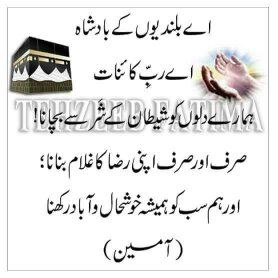 اے بلندیوں کے بادشاہ
اے ربِّ کائنات
ہمارے دلوں کو شیطان کے شر سے بچانا!
TEHZEEB FATIMA
صرف اور صرف اپنی رضا کا غلام بنانا؛
اور ہم سب کو ہمیشہ خوشحال و آباد رکھنا
(آمین)